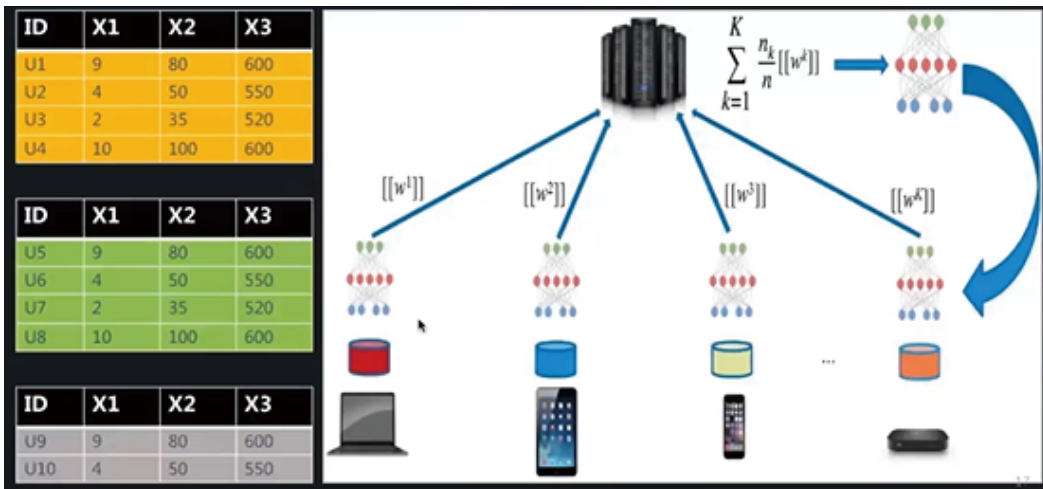 ID X1 X2 X3
U1 9 80 600
U2 4 50 550
U3 2 35 520
U4 10 100 600
ID X1 X2 X3
U5 9 80 600
U6 4 50 550
U7 2 35 520
U8 10 100 600
ID X1 X2 X3
U9 9 80 600
U10 4 50 550
K
∑ n_k/n [[w^k]]
k=1
[[w^1]] [[w^2]] [[w^3]] [[w^K]]
...
17